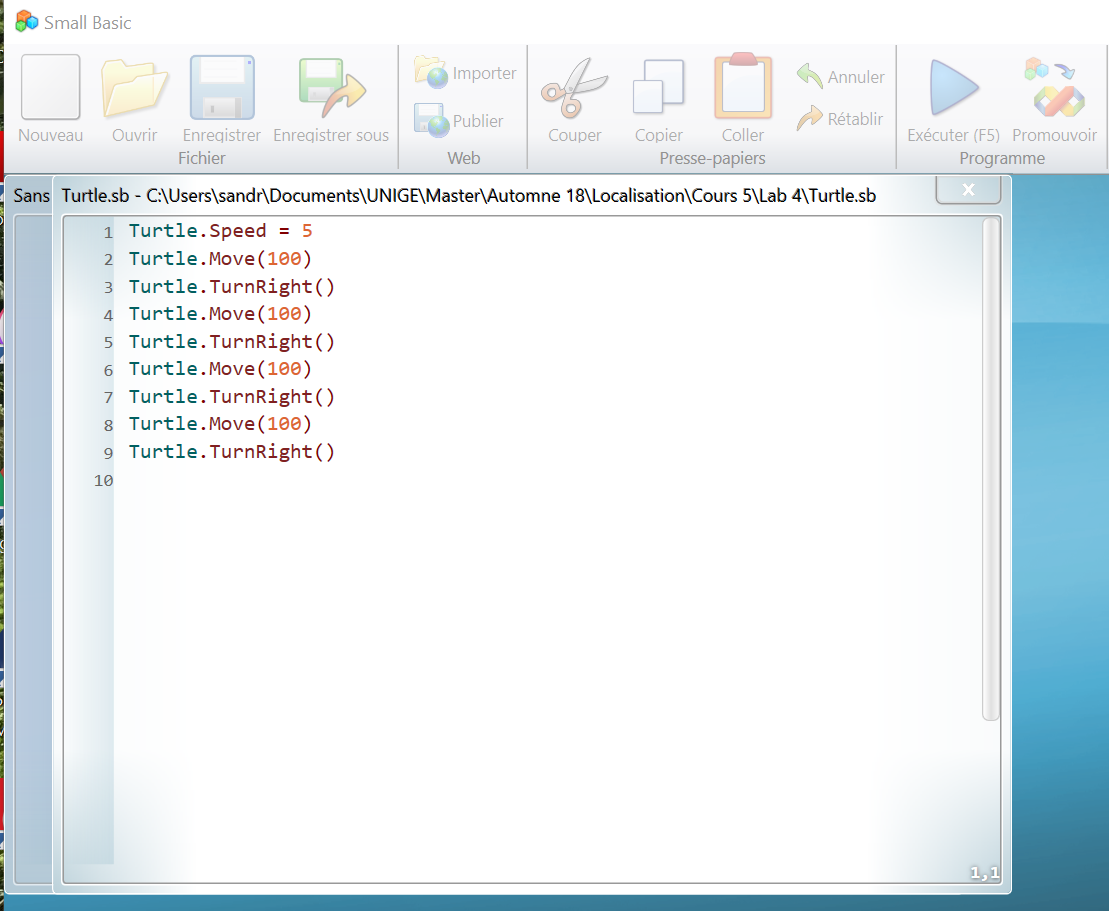 Small Basic
Nouveau Ouvrir Enregistrer Enregistrer sous
Fichier
Importer
Publier
Web
Couper Copier Coller
Annuler
Rétablir
Presse-papiers
Exécuter (F5) Promouvoir
Programme
Sans
Turtle.sb - C:\Users\sandr\Documents\UNIGE\Master\Automne 18\Localisation\Cours 5\Lab 4\Turtle.sb
x
1 Turtle.Speed = 5
2 Turtle.Move(100)
3 Turtle.TurnRight()
4 Turtle.Move(100)
5 Turtle.TurnRight()
6 Turtle.Move(100)
7 Turtle.TurnRight()
8 Turtle.Move(100)
9 Turtle.TurnRight()
10
1,1